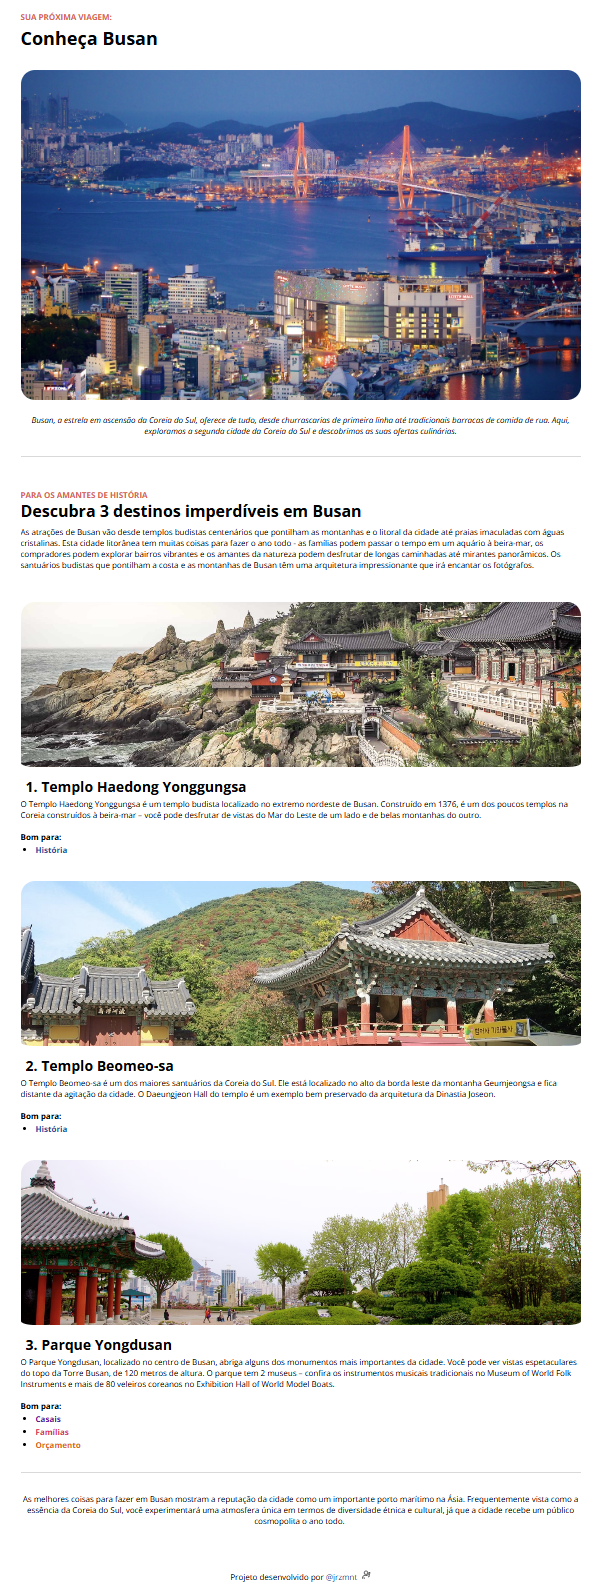 SUA PRÓXIMA VIAGEM:
Conheça Busan
LOTTE MALL
Busan, a estrela em ascensão da Coreia do Sul, oferece de tudo, desde churrascarias de primeira linha até tradicionais barracas de comida de rua. Aqui,
exploramos a segunda cidade da Coreia do Sul e descobrimos as suas ofertas culinárias.
PARA OS AMANTES DE HISTÓRIA
Descubra 3 destinos imperdíveis em Busan
As atrações de Busan vão desde templos budistas centenários que pontilham as montanhas e o litoral da cidade até praias imaculadas com águas
cristalinas. Esta cidade litorânea tem muitas coisas para fazer o ano todo - as famílias podem passar o tempo em um aquário à beira-mar, os
compradores podem explorar bairros vibrantes e os amantes da natureza podem desfrutar de longas caminhadas até mirantes panorâmicos. Os
santuários budistas que pontilham a costa e as montanhas de Busan têm uma arquitetura impressionante que irá encantar os fotógrafos.
1. Templo Haedong Yonggungsa
O Templo Haedong Yonggungsa é um templo budista localizado no extremo nordeste de Busan. Construído em 1376, é um dos poucos templos na
Coreia construídos à beira-mar – você pode desfrutar de vistas do Mar do Leste de um lado e de belas montanhas do outro.
Bom para:
História
2. Templo Beomeo-sa
O Templo Beomeo-sa é um dos maiores santuários da Coreia do Sul. Ele está localizado no alto da borda leste da montanha Geumjeongsa e fica
distante da agitação da cidade. O Daeungjeon Hall do templo é um exemplo bem preservado da arquitetura da Dinastia Joseon.
Bom para:
História
3. Parque Yongdusan
O Parque Yongdusan, localizado no centro de Busan, abriga alguns dos monumentos mais importantes da cidade. Você pode ver vistas espetaculares
do topo da Torre Busan, de 120 metros de altura. O parque tem 2 museus – confira os instrumentos musicais tradicionais no Museum of World Folk
Instruments e mais de 80 veleiros coreanos no Exhibition Hall of World Model Boats.
Bom para:
Casais
Famílias
Orçamento
As melhores coisas para fazer em Busan mostram a reputação da cidade como um importante porto marítimo na Ásia. Frequentemente vista como a
essência da Coreia do Sul, você experimentará uma atmosfera única em termos de diversidade étnica e cultural, já que a cidade recebe um público
cosmopolita o ano todo.
Projeto desenvolvido por @jrzmnt